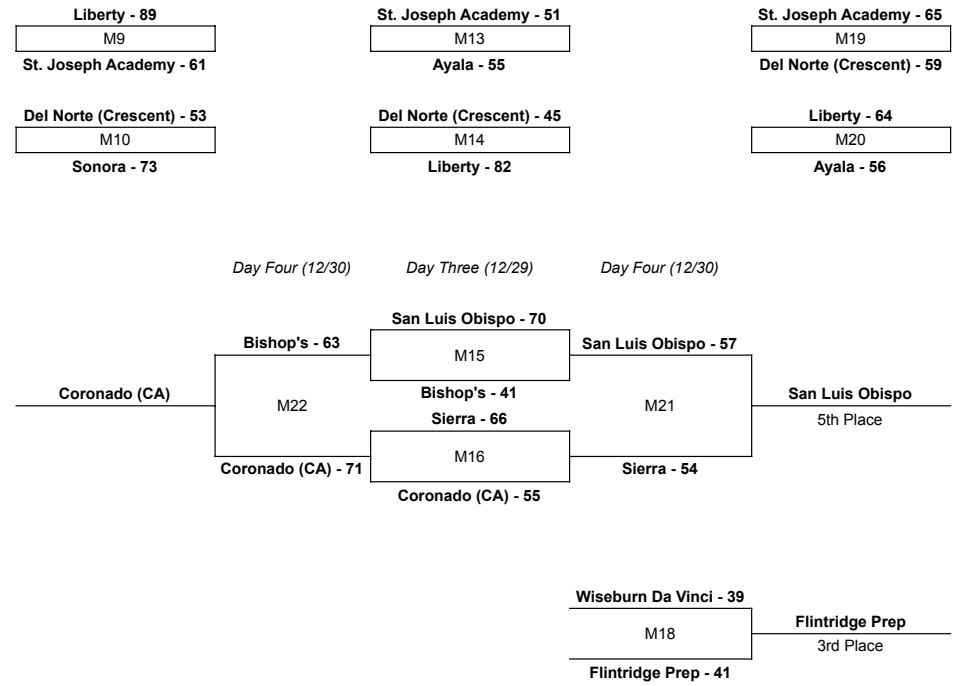 Liberty - 89
M9
St. Joseph Academy - 61
St. Joseph Academy - 51
M13
Ayala - 55
St. Joseph Academy - 65
M19
Del Norte (Crescent) - 59
Del Norte (Crescent) - 53
M10
Sonora - 73
Del Norte (Crescent) - 45
M14
Liberty - 82
Liberty - 64
M20
Ayala - 56
Day Four (12/30)
Day Three (12/29)
Day Four (12/30)
San Luis Obispo - 70
Bishop's - 63
M15
San Luis Obispo - 57
Coronado (CA)
Bishop's - 41
San Luis Obispo
M22
M21
Sierra - 66
5th Place
M16
Coronado (CA) - 71
Sierra - 54
Coronado (CA) - 55
Wiseburn Da Vinci - 39
M18
Flintridge Prep
3rd Place
Flintridge Prep - 41